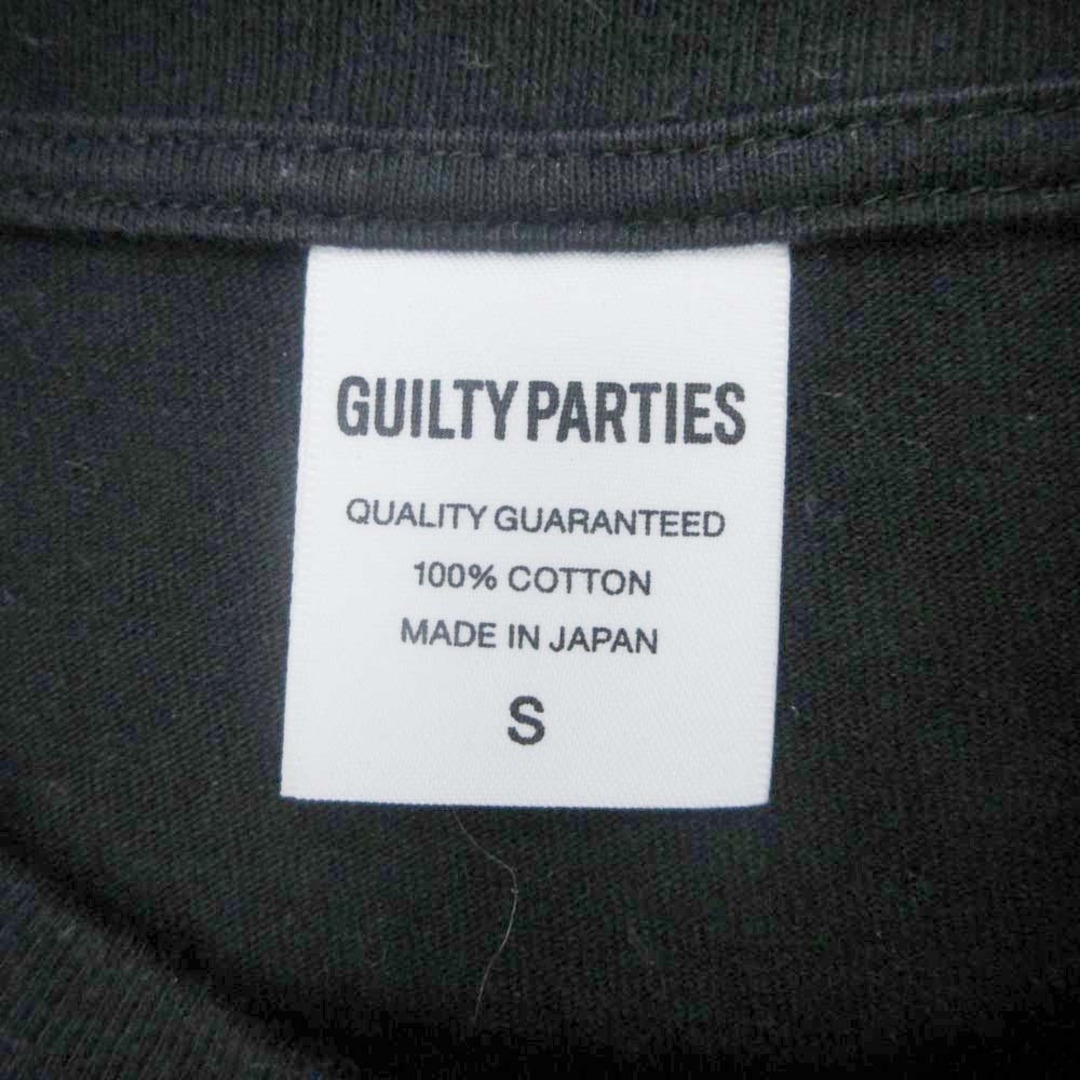 GUILTY PARTIES
QUALITY GUARANTEED
100% COTTON
MADE IN JAPAN
S